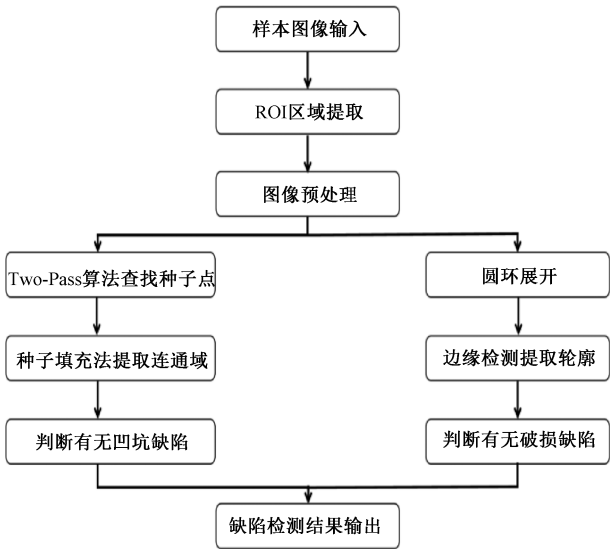 样本图像输入
ROI区域提取
图像预处理
Two-Pass算法查找种子点
圆环展开
种子填充法提取连通域
边缘检测提取轮廓
判断有无凹坑缺陷
判断有无破损缺陷
缺陷检测结果输出